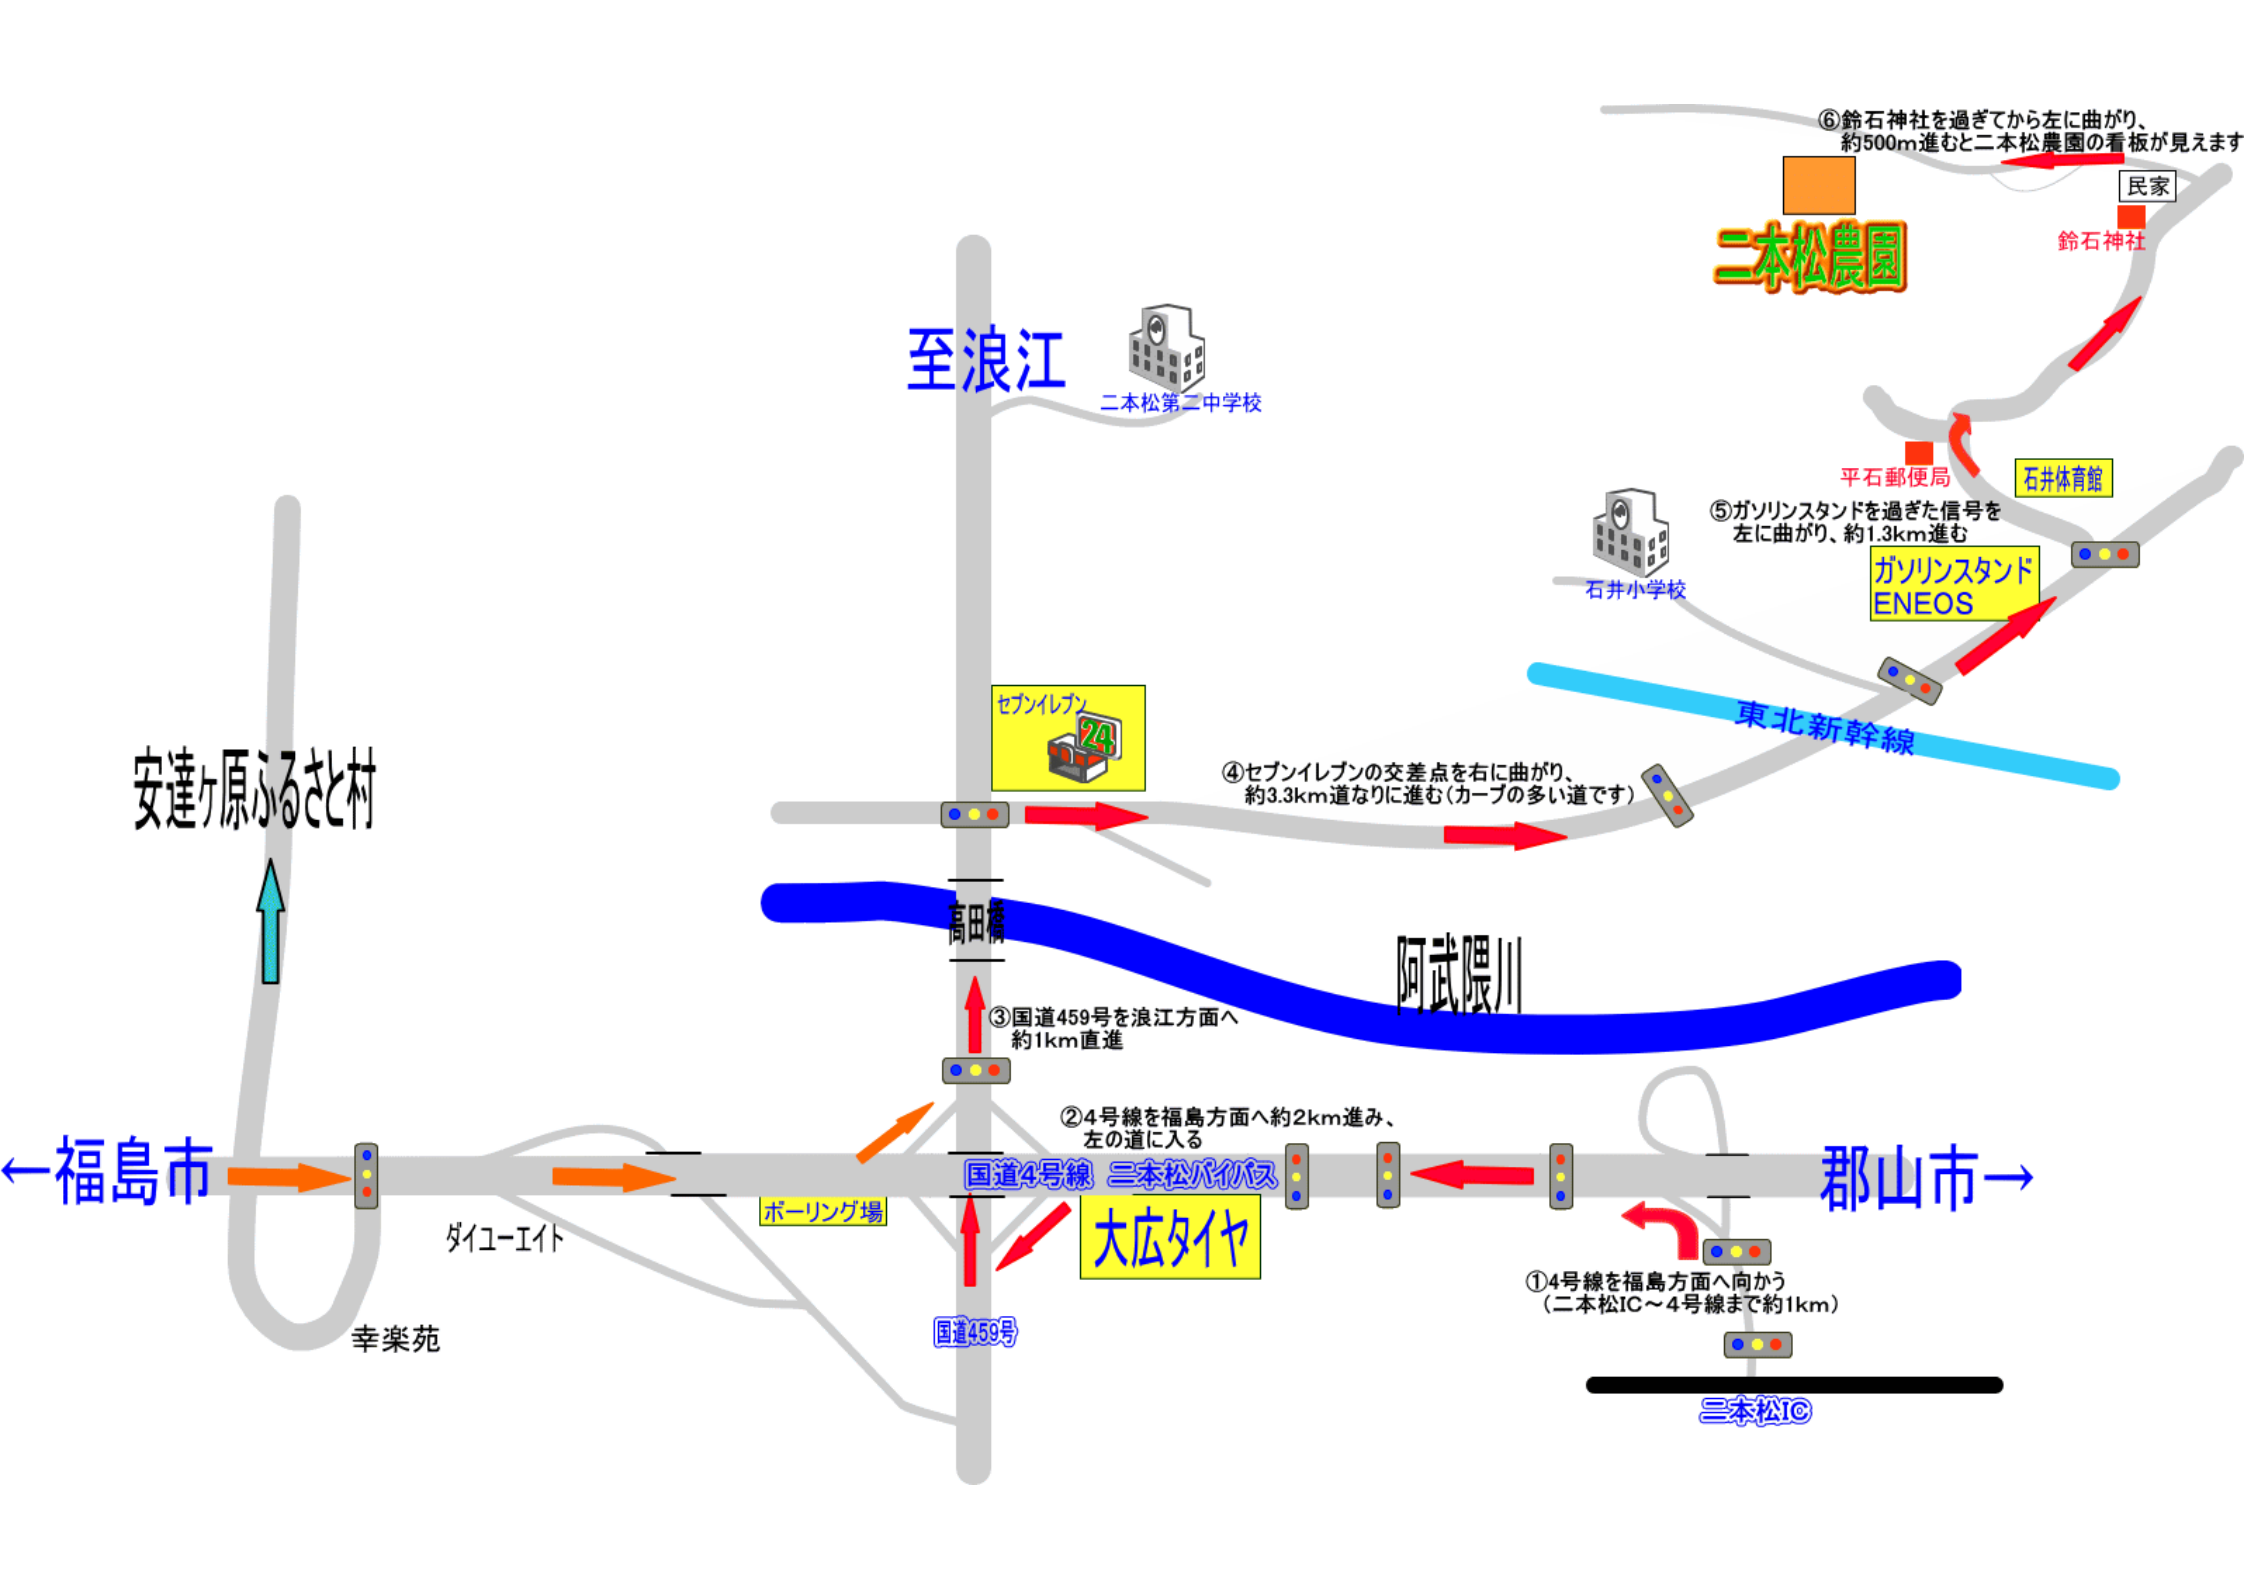 ⑥鈴石神社を過ぎてから左に曲がり、
約500m進むと二本松農園の看板が見えます
民家
鈴石神社
二本松農園
至浪江
二本松第二中学校
平石郵便局
石井体育館
⑤ガソリンスタンドを過ぎた信号を
左に曲がり、約1.3km進む
ガソリンスタンド
ENEOS
石井小学校
東北新幹線
セブンイレブン
24
④セブンイレブンの交差点を右に曲がり、
約3.3km道なりに進む(カーブの多い道です)
安達ヶ原ふるさと村
高田橋
阿武隈川
③国道459号を浪江方面へ
約1km直進
②4号線を福島方面へ約2km進み、
左の道に入る
←福島市
国道4号線 二本松バイパス
郡山市→
ボーリング場
大広タイヤ
ダイユーエイト
①4号線を福島方面へ向かう
(二本松IC～4号線まで約1km)
国道459号
幸楽苑
二本松IC